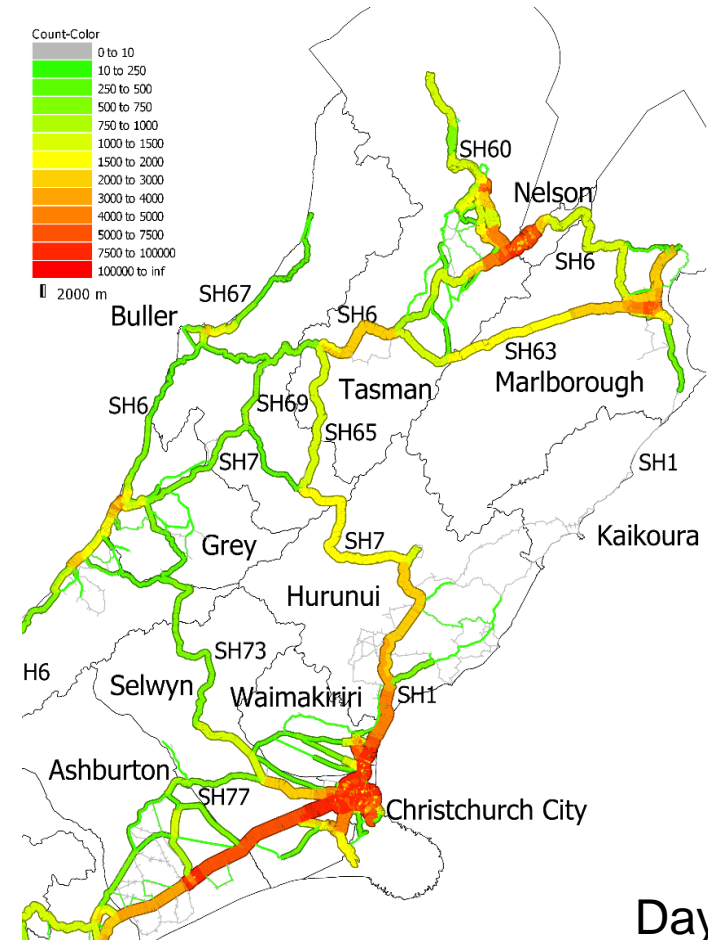 Count-Color
0 to 10
10 to 250
250 to 500
500 to 750
750 to 1000
1000 to 1500
1500 to 2000
2000 to 3000
3000 to 4000
4000 to 5000
5000 to 7500
7500 to 100000
100000 to inf
2000 m
SH60
Nelson
SH6
SH67
Buller
SH6
SH63
Tasman
Marlborough
SH6
SH69
SH65
SH7
SH1
Kaikoura
SH7
Grey
Hurunui
SH73
H6
Selwyn
Waimakiriri
SH1
Ashburton
SH77
Christchurch City
Day